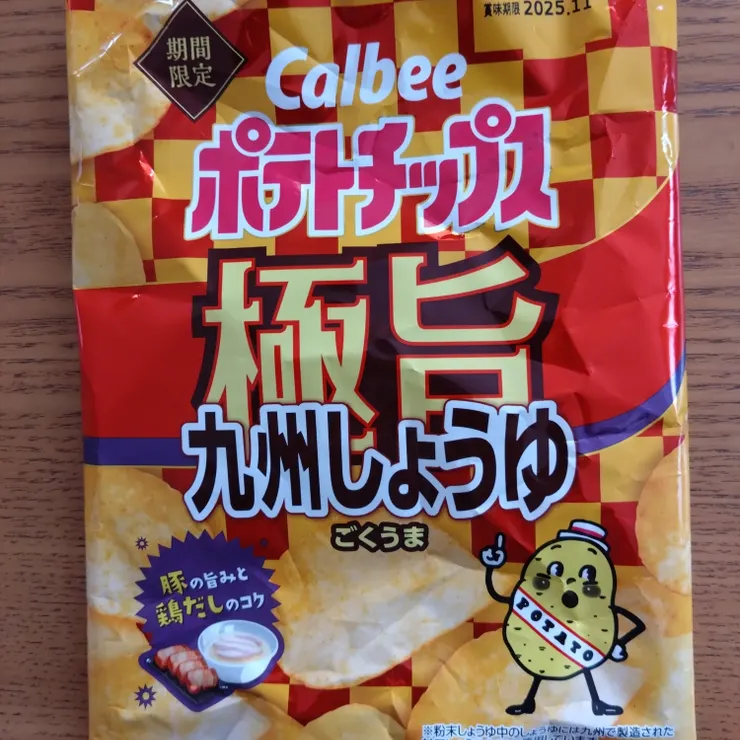 賞味期限 2025.11
期間
限定
Calbee
ポテトチップス
極旨
九州しょうゆ
ごくうま
豚の旨みと
鶏だしのコク
POTATO
※粉末しょうゆ中のしょうゆには九州で製造された